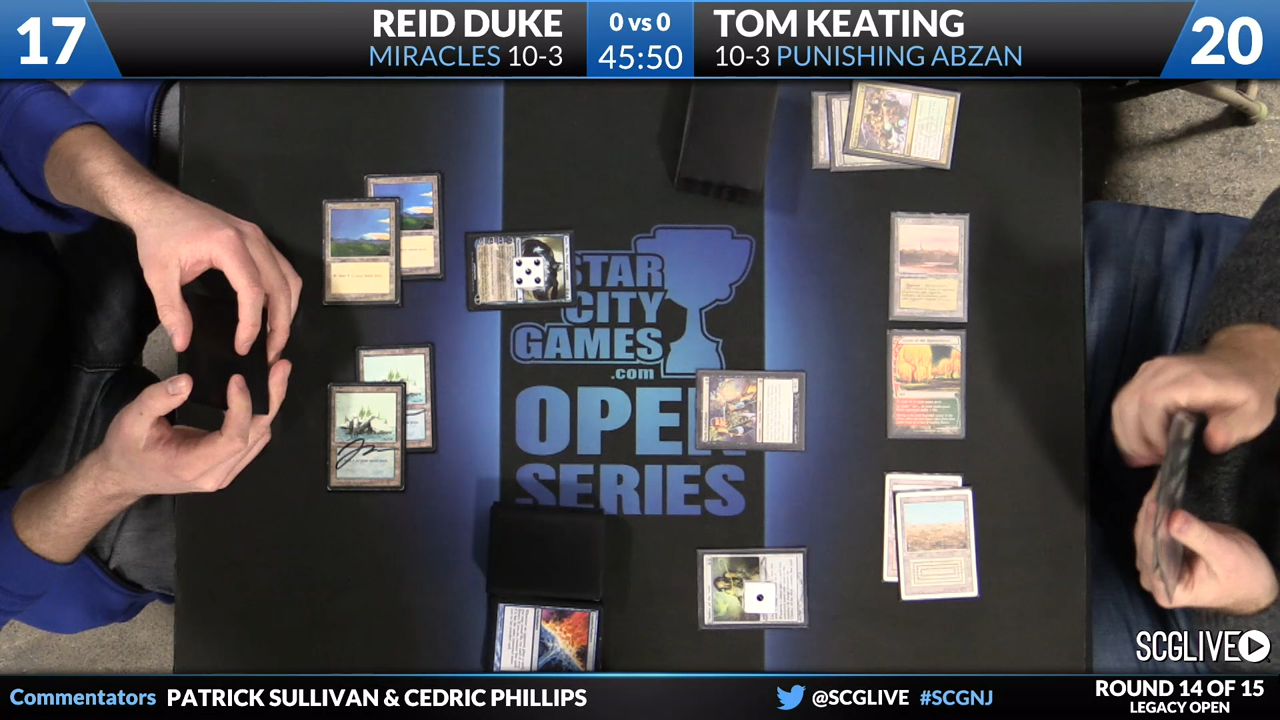 17
REID DUKE
MIRACLES 10-3
0 vs 0
45:50
TOM KEATING
10-3 PUNISHING ABZAN
20
STAR
CITY
GAMES
.com
OPEN
SERIES
SCGLIVE
Commentators PATRICK SULLIVAN & CEDRIC PHILLIPS
@SCGLIVE #SCGNJ
ROUND 14 OF 15
LEGACY OPEN